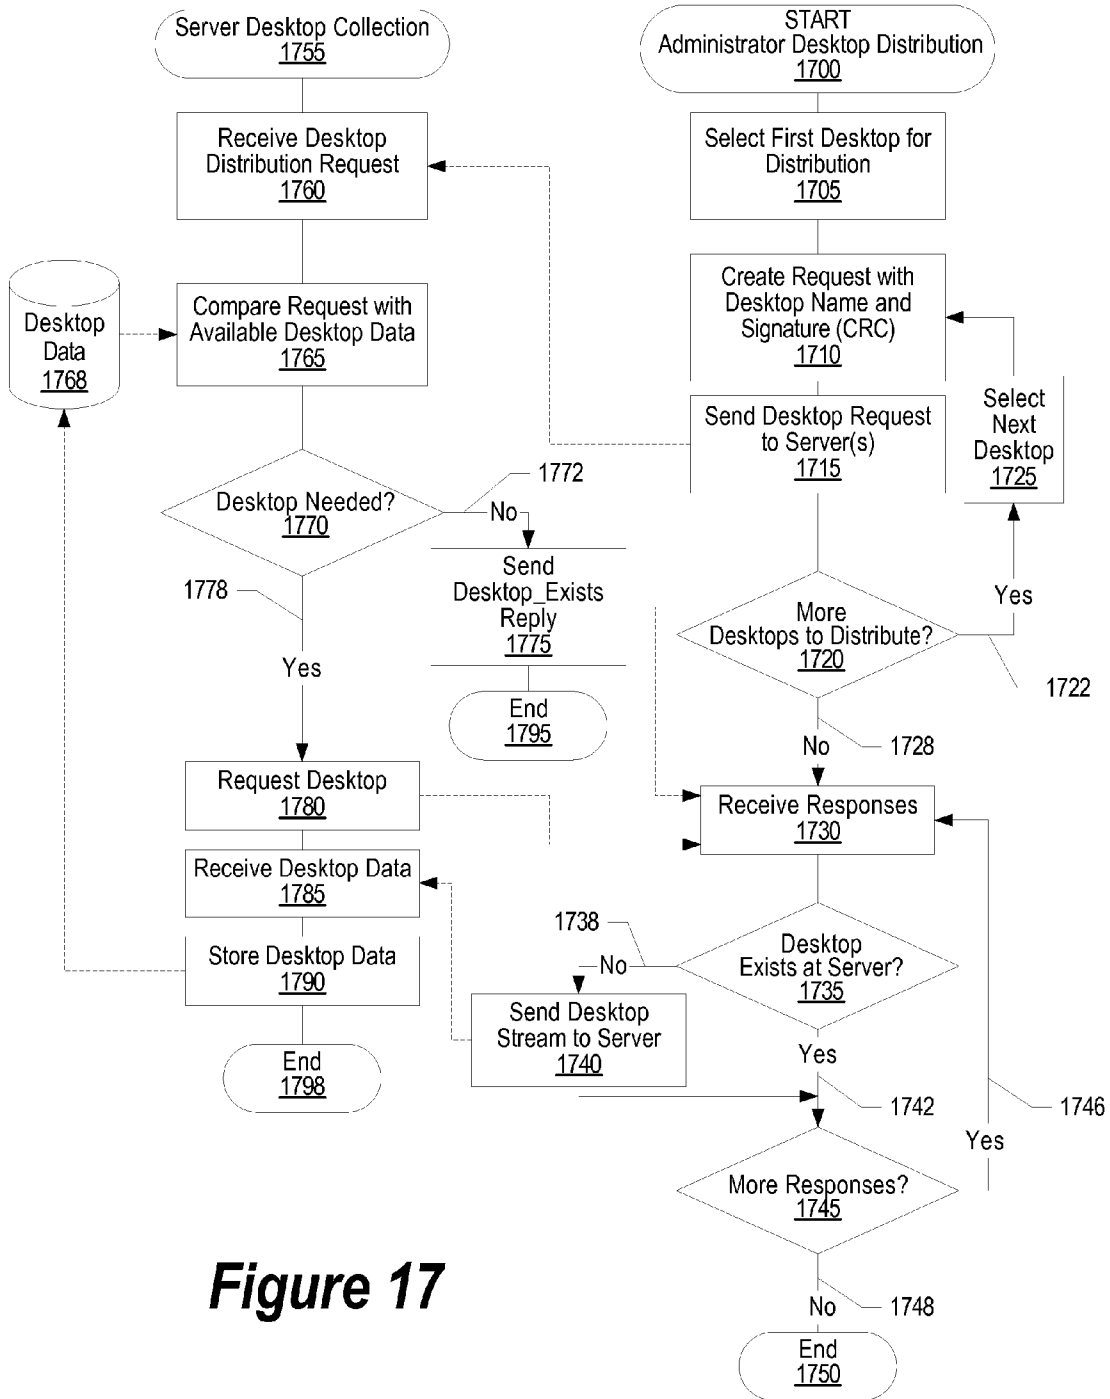 Server Desktop Collection
1755
Receive Desktop
Distribution Request
1760
Desktop
Data
1768
Compare Request with
Available Desktop Data
1765
Desktop Needed?
1770
1772
No
Send
Desktop_Exists
Reply
1775
End
1795
1778
Yes
Request Desktop
1780
Receive Desktop Data
1785
Store Desktop Data
1790
End
1798
START
Administrator Desktop Distribution
1700
Select First Desktop for
Distribution
1705
Create Request with
Desktop Name and
Signature (CRC)
1710
Send Desktop Request
to Server(s)
1715
Select
Next
Desktop
1725
Yes
More
Desktops to Distribute?
1720
1722
1728
No
Receive Responses
1730
Desktop
Exists at Server?
1735
1738
No
Send Desktop
Stream to Server
1740
Yes
1742
1746
Yes
More Responses?
1745
1748
No
End
1750
Figure 17